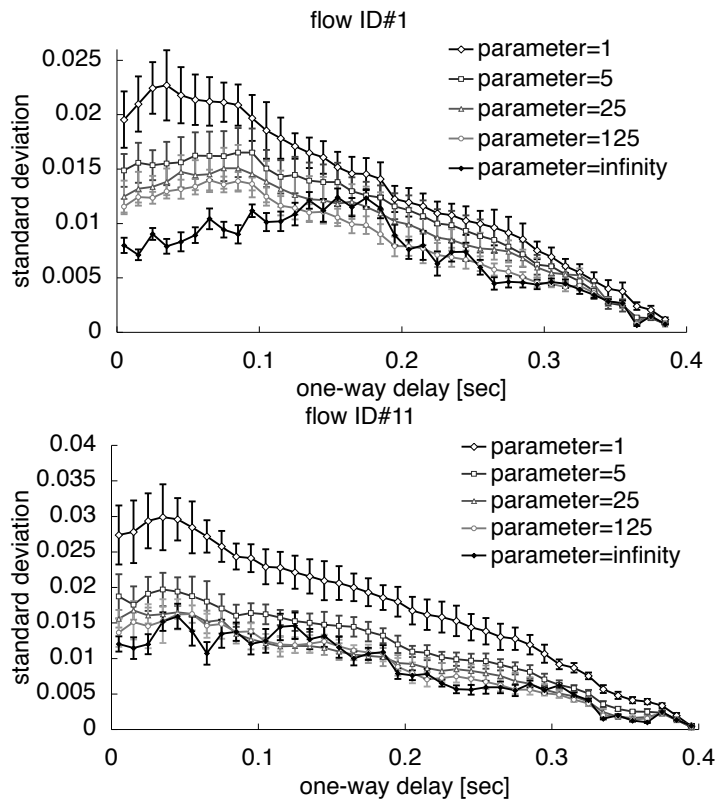 flow ID#1
parameter=1
parameter=5
parameter=25
parameter=125
parameter=infinity
standard deviation
0.025
0.02
0.015
0.01
0.005
0
0
0.1
0.2
0.3
0.4
one-way delay [sec]
flow ID#11
parameter=1
parameter=5
parameter=25
parameter=125
parameter=infinity
standard deviation
0.04
0.035
0.03
0.025
0.02
0.015
0.01
0.005
0
0
0.1
0.2
0.3
0.4
one-way delay [sec]